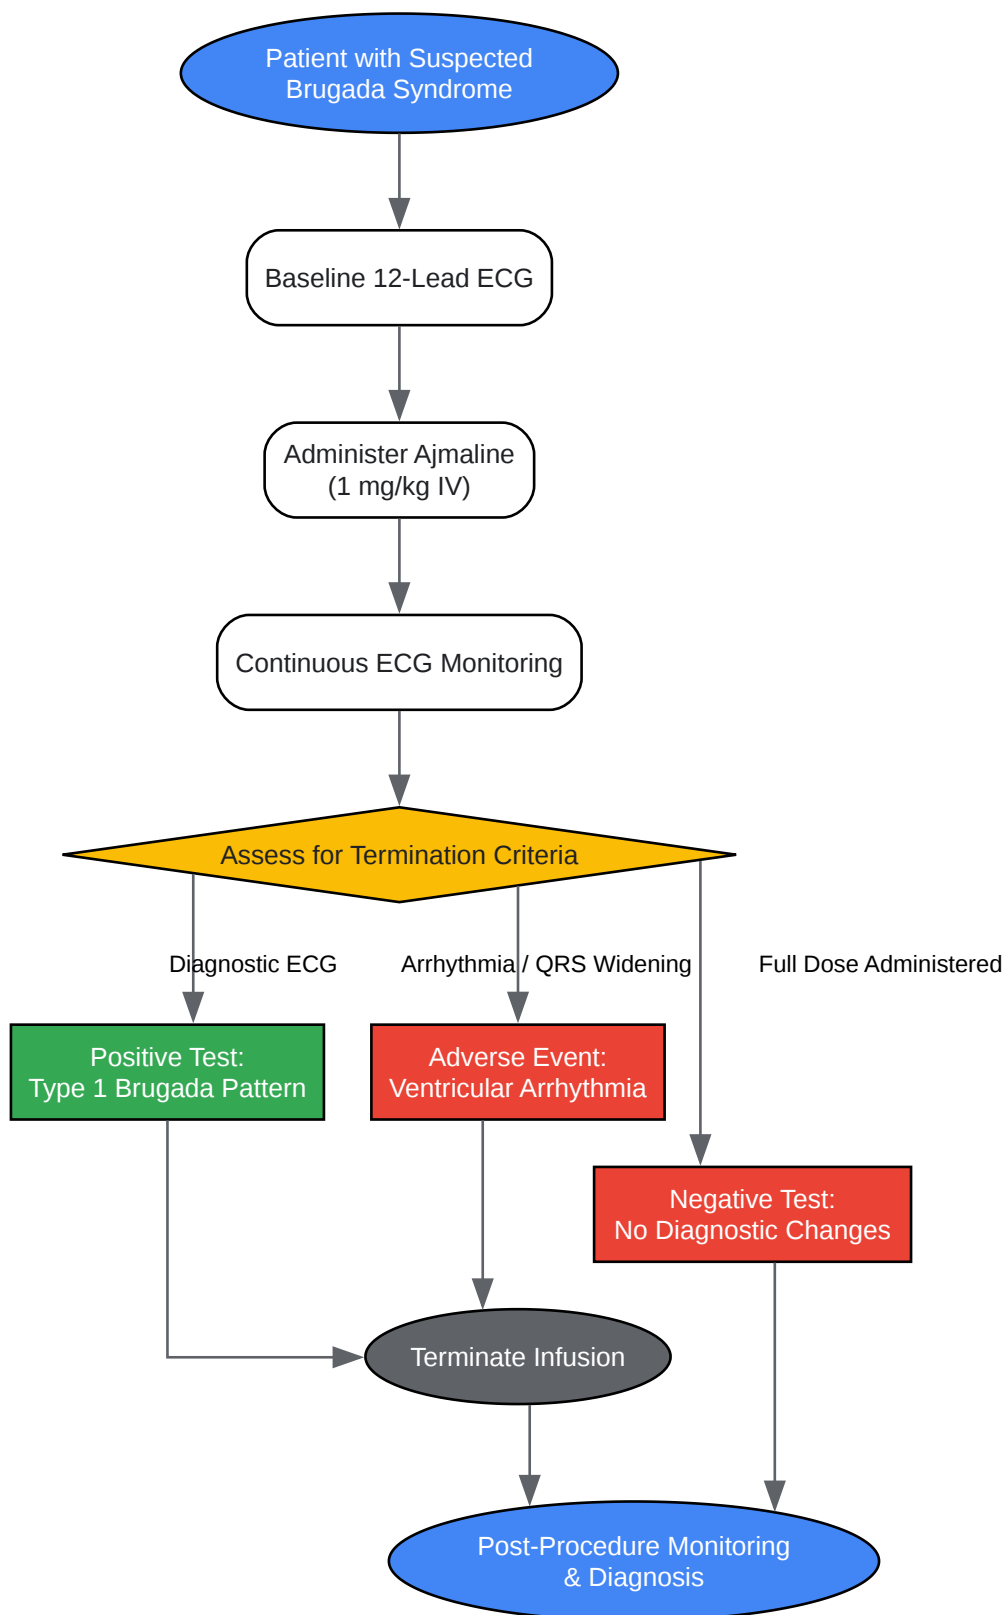 Patient with Suspected
Brugada Syndrome
Baseline 12-Lead ECG
Administer Ajmaline
(1 mg/kg IV)
Continuous ECG Monitoring
Assess for Termination Criteria
Diagnostic ECG
Arrhythmia / QRS Widening
Full Dose Administered
Positive Test:
Type 1 Brugada Pattern
Adverse Event:
Ventricular Arrhythmia
Negative Test:
No Diagnostic Changes
Terminate Infusion
Post-Procedure Monitoring
& Diagnosis